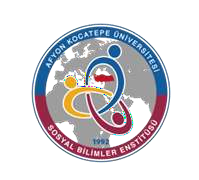 AFYON KOCATEPE ÜNİVERSİTESİ
1992
SOSYAL BİLİMLER ENSTİTÜSÜ